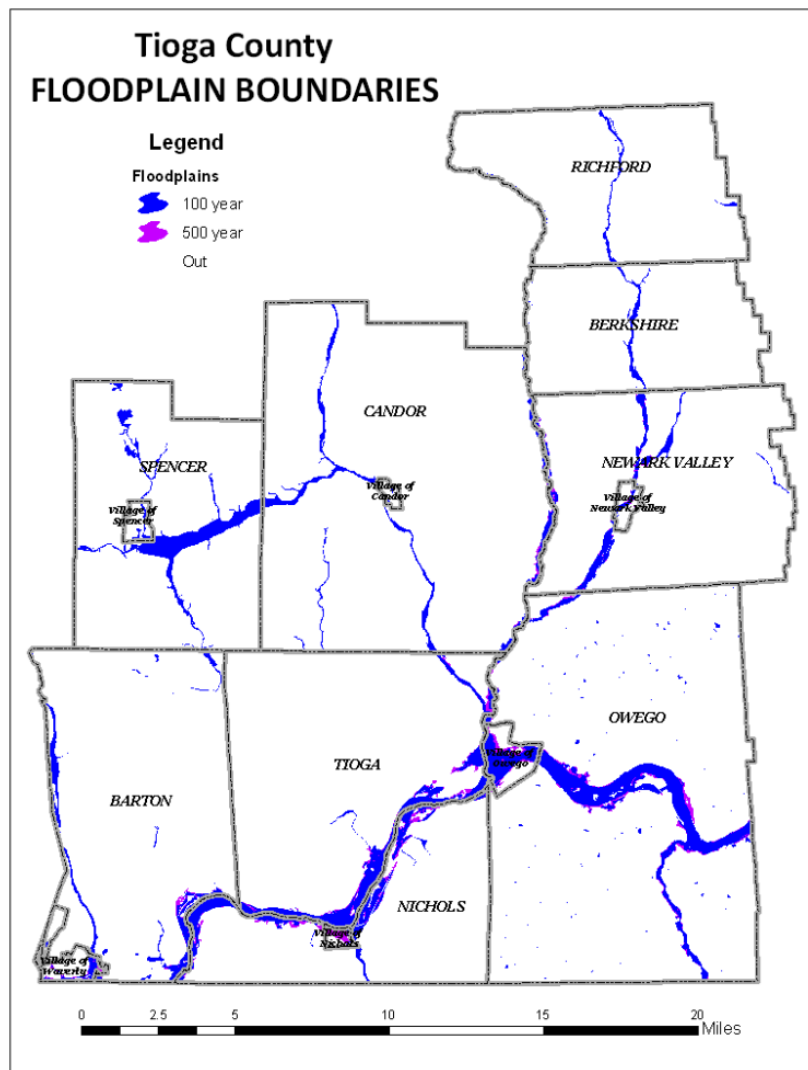 Tioga County
FLOODPLAIN BOUNDARIES
Legend
Floodplains
100 year
500 year
Out
RICHFORD
BERKSHIRE
CANDOR
SPENCER
NEWARK VALLEY
Village of
Candor
Village of
Spencer
Village of
Newark Valley
OWEGO
TIOGA
Village of
Owego
BARTON
NICHOLS
Village of
Nichols
Village of
Waverly
0 2.5 5 10 15 20
Miles